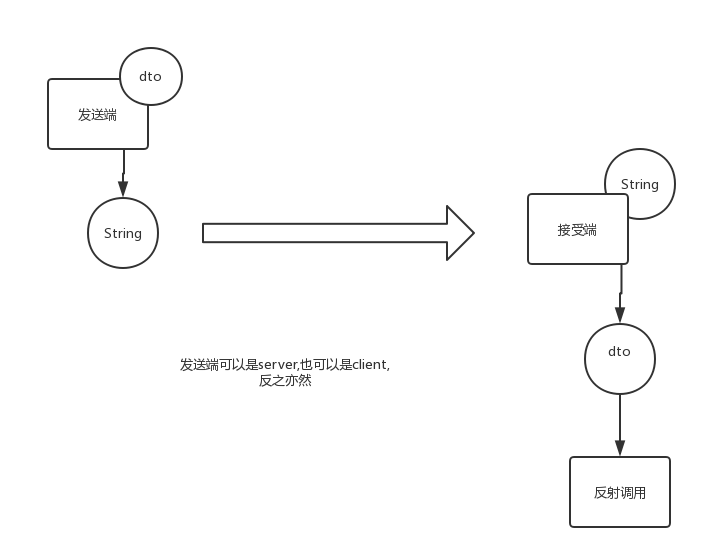 dto
发送端
String
String
接受端
dto
发送端可以是server,也可以是client,
反之亦然
反射调用